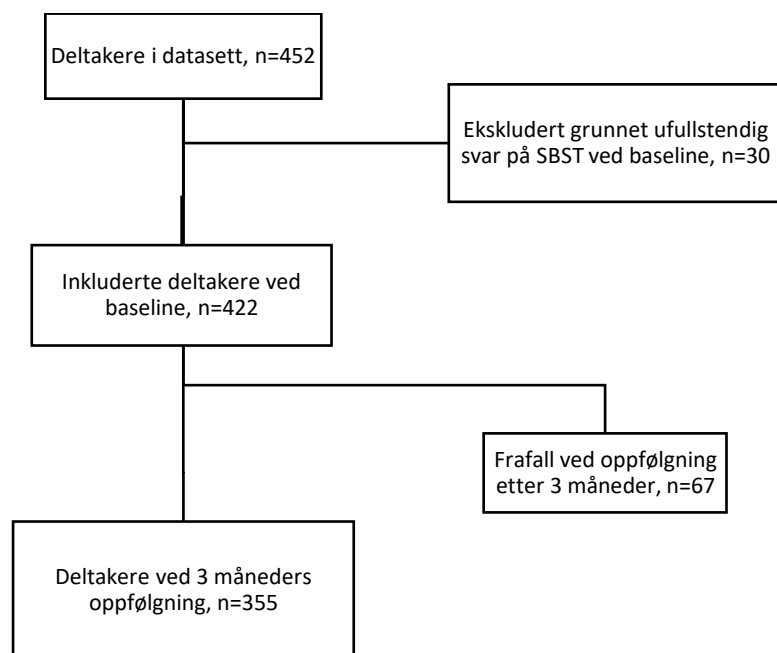 Deltakere i datasett, n=452
Ekskludert grunnet ufullstendig
svar på SBST ved baseline, n=30
Inkluderte deltakere ved
baseline, n=422
Frafall ved oppfølgning
etter 3 måneder, n=67
Deltakere ved 3 måneders
oppfølgning, n=355